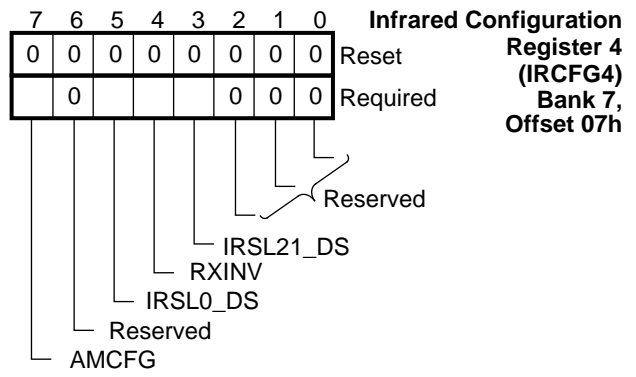 7 6 5 4 3 2 1 0
Infrared Configuration
Register 4
(IRCFG4)
Bank 7,
Offset 07h
0 0 0 0 0 0 0 0 Reset
0 0 0 0 Required
Reserved
IRSL21_DS
RXINV
IRSL0_DS
Reserved
AMCFG